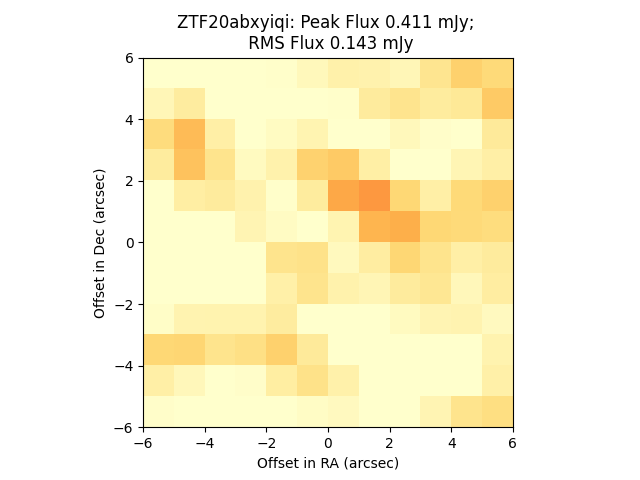 ZTF20abxyiqi: Peak Flux 0.411 mJy;
RMS Flux 0.143 mJy
6
4
2
0
−2
−4
−6
Offset in Dec (arcsec)
−6 −4 −2 0 2 4 6
Offset in RA (arcsec)